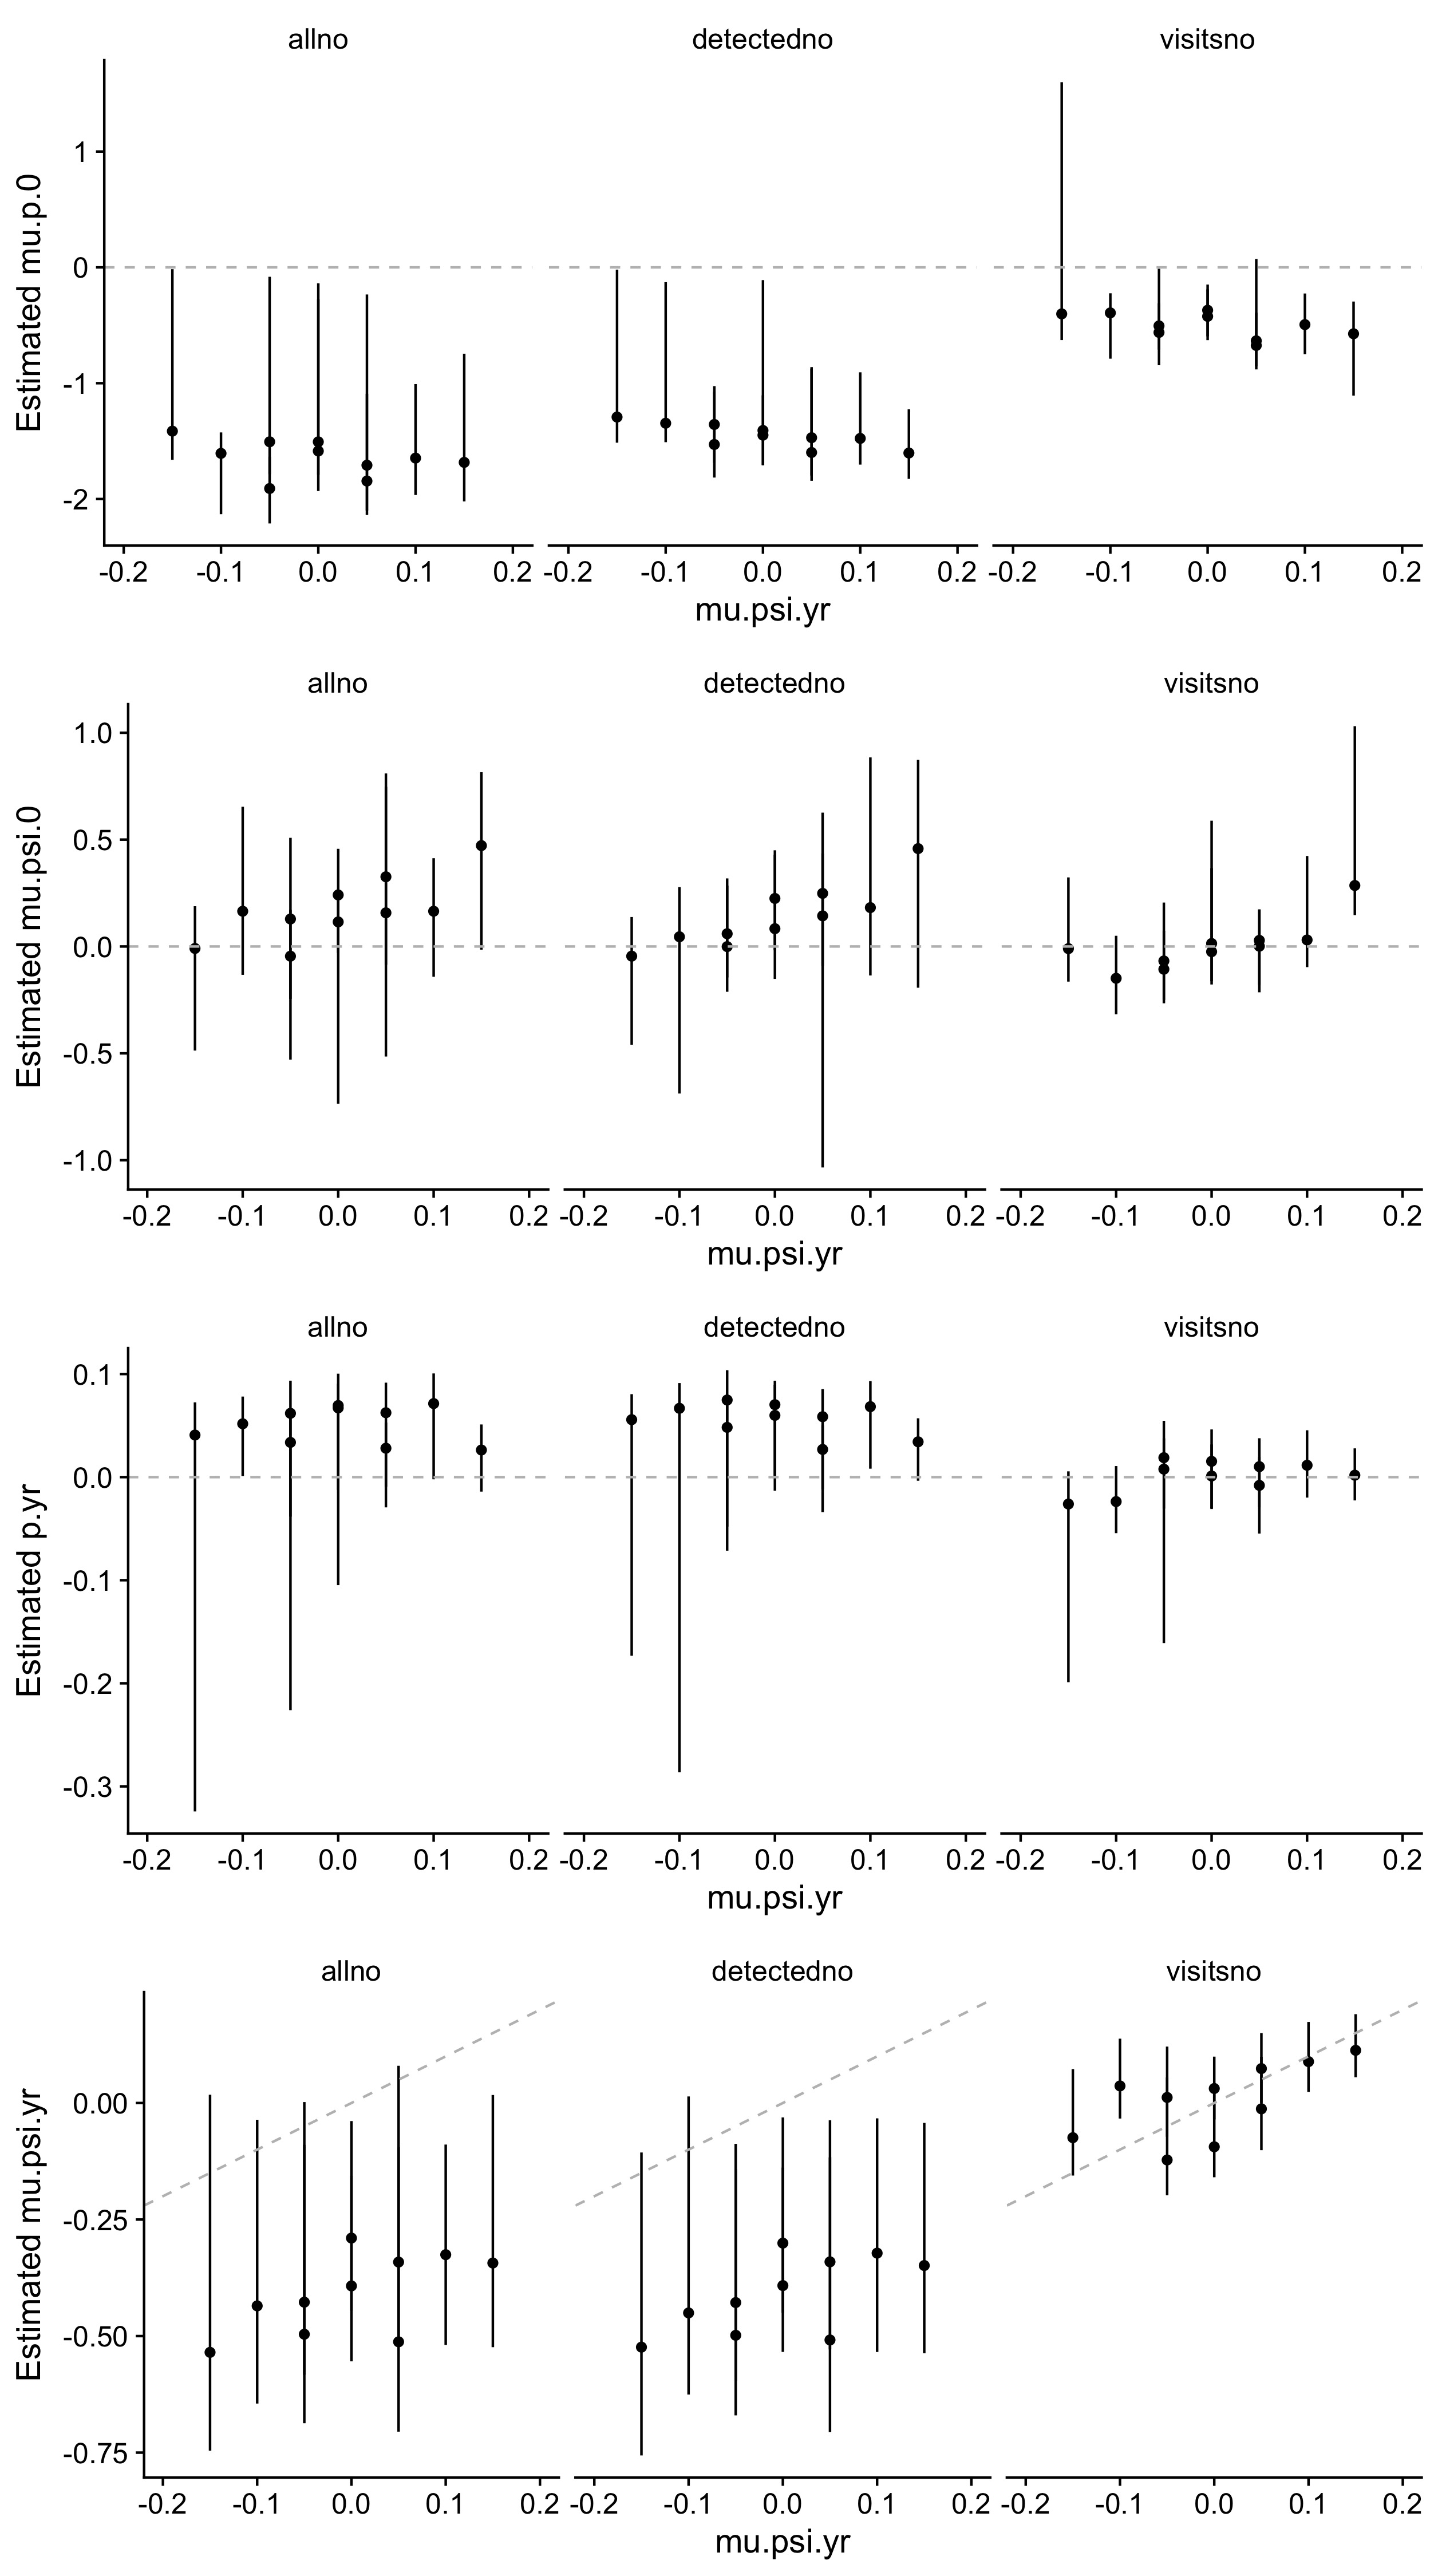 allno detectedno visitsno
Estimated mu.p.0
1
0
-1
-2
-0.2 -0.1 0.0 0.1 0.2 -0.2 -0.1 0.0 0.1 0.2 -0.2 -0.1 0.0 0.1 0.2
mu.psi.yr
allno detectedno visitsno
Estimated mu.psi.0
1.0
0.5
0.0
-0.5
-1.0
-0.2 -0.1 0.0 0.1 0.2 -0.2 -0.1 0.0 0.1 0.2 -0.2 -0.1 0.0 0.1 0.2
mu.psi.yr
allno detectedno visitsno
Estimated p.yr
0.1
0.0
-0.1
-0.2
-0.3
-0.2 -0.1 0.0 0.1 0.2 -0.2 -0.1 0.0 0.1 0.2 -0.2 -0.1 0.0 0.1 0.2
mu.psi.yr
allno detectedno visitsno
Estimated mu.psi.yr
0.00
-0.25
-0.50
-0.75
-0.2 -0.1 0.0 0.1 0.2 -0.2 -0.1 0.0 0.1 0.2 -0.2 -0.1 0.0 0.1 0.2
mu.psi.yr